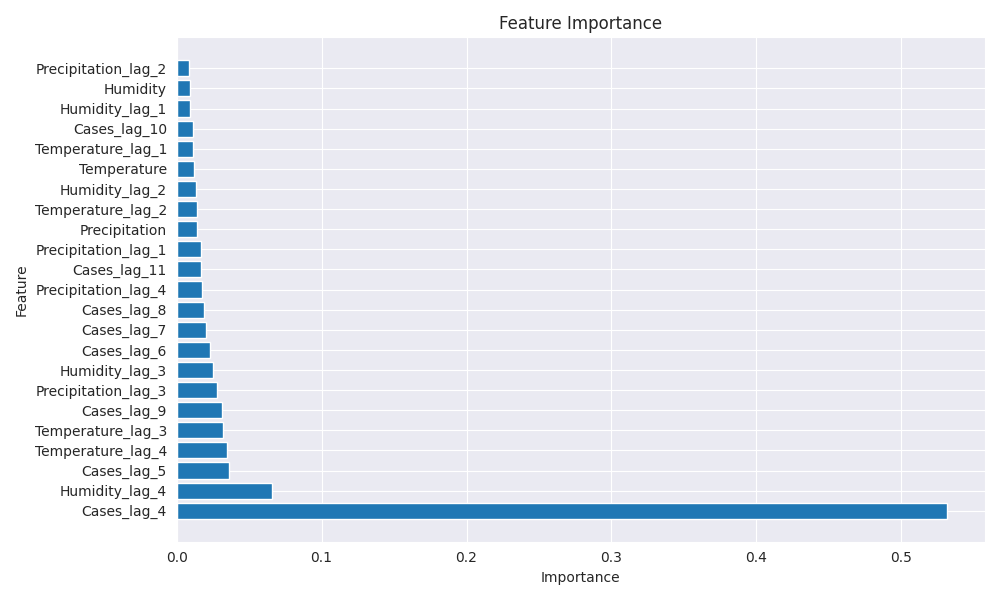 Feature Importance
Precipitation_lag_2
Humidity
Humidity_lag_1
Cases_lag_10
Temperature_lag_1
Temperature
Humidity_lag_2
Temperature_lag_2
Precipitation
Precipitation_lag_1
Cases_lag_11
Precipitation_lag_4
Cases_lag_8
Cases_lag_7
Cases_lag_6
Humidity_lag_3
Precipitation_lag_3
Cases_lag_9
Temperature_lag_3
Temperature_lag_4
Cases_lag_5
Humidity_lag_4
Cases_lag_4
Feature
0.0 0.1 0.2 0.3 0.4 0.5
Importance